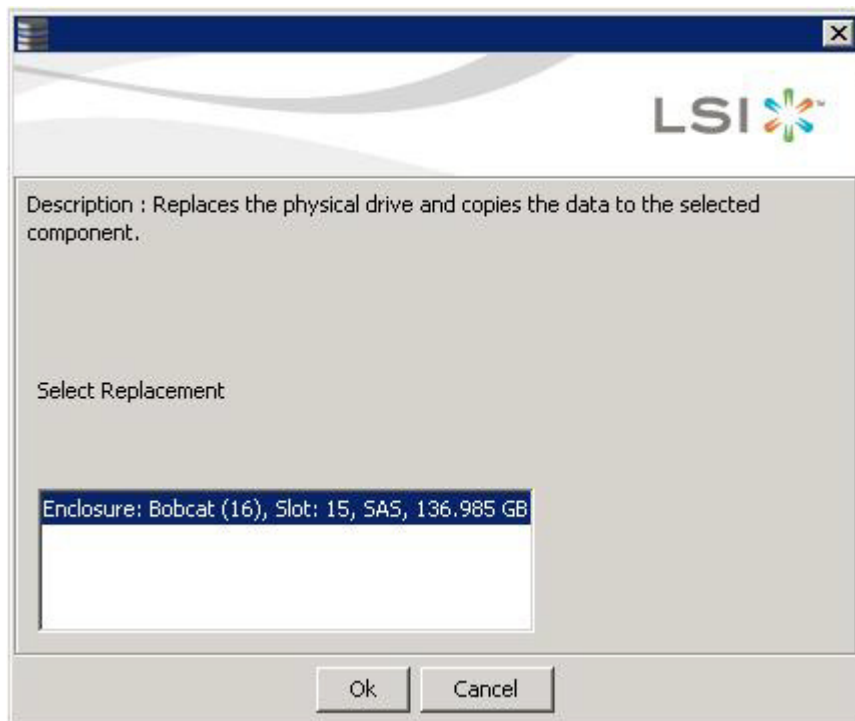 LSI™
Description : Replaces the physical drive and copies the data to the selected
component.
Select Replacement
Enclosure: Bobcat (16), Slot: 15, SAS, 136.985 GB
Ok
Cancel